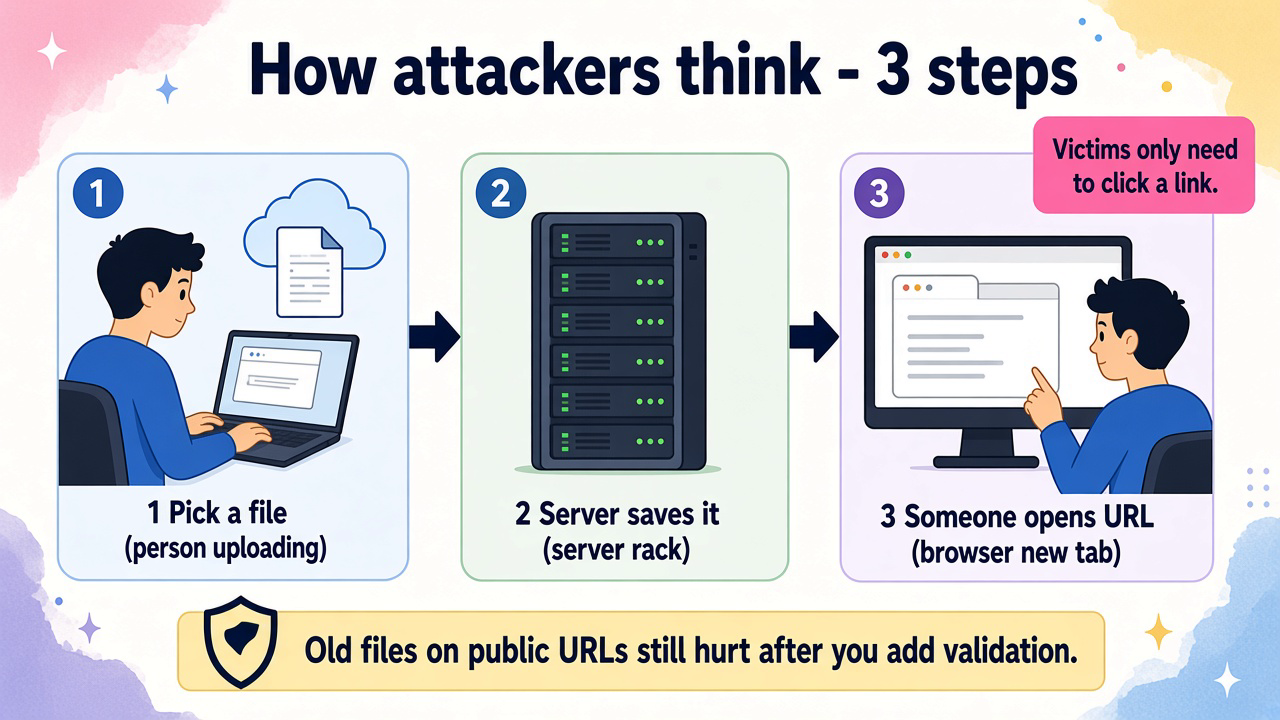 How attackers think - 3 steps
Victims only need
to click a link.
1
1 Pick a file
(person uploading)
2
2 Server saves it
(server rack)
3
3 Someone opens URL
(browser new tab)
Old files on public URLs still hurt after you add validation.